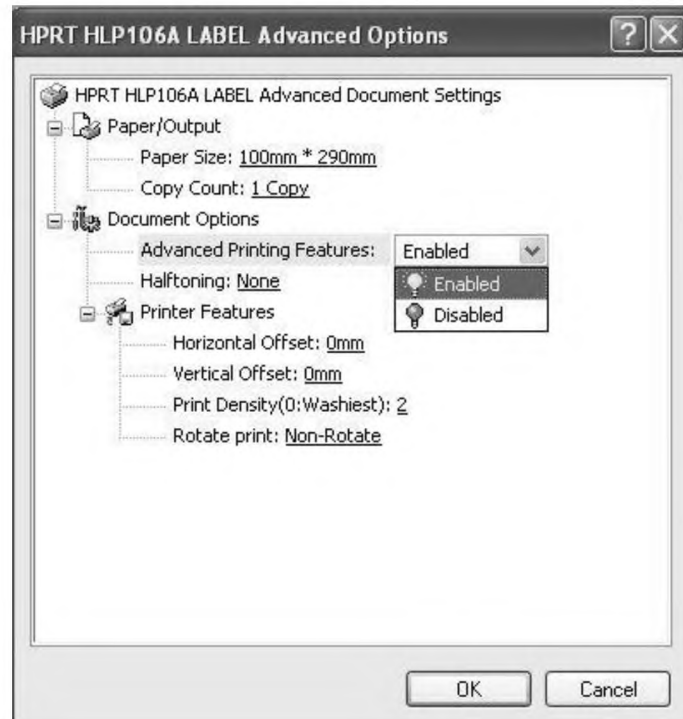 HPRT HLP106A LABEL Advanced Options
HPRT HLP106A LABEL Advanced Document Settings
Paper/Output
Paper Size: 100mm * 290mm
Copy Count: 1 Copy
Document Options
Advanced Printing Features: Enabled
Enabled
Halftoning: None
Disabled
Printer Features
Horizontal Offset: 0mm
Vertical Offset: 0mm
Print Density(0:Washiest): 2
Rotate print: Non-Rotate
OK Cancel